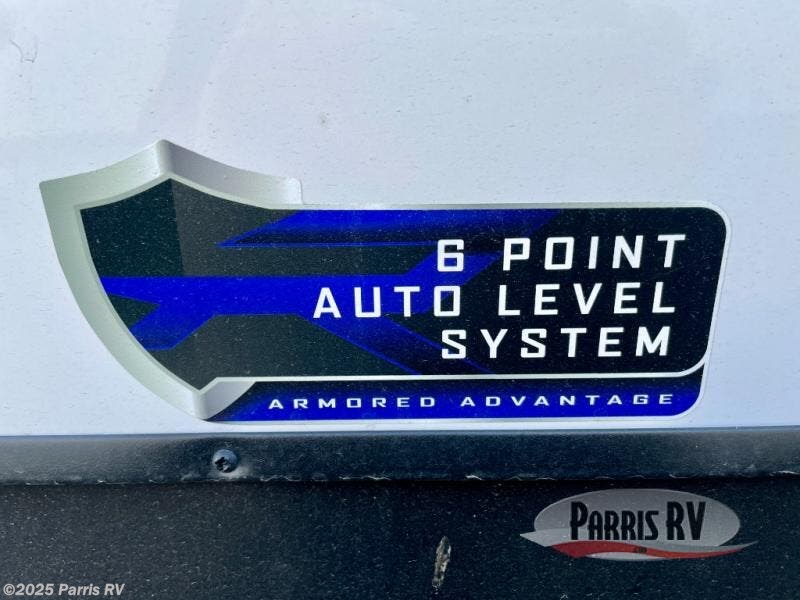 6 POINT
AUTO LEVEL
SYSTEM
ARMORED ADVANTAGE
PARRIS RV
©2025 Parris RV